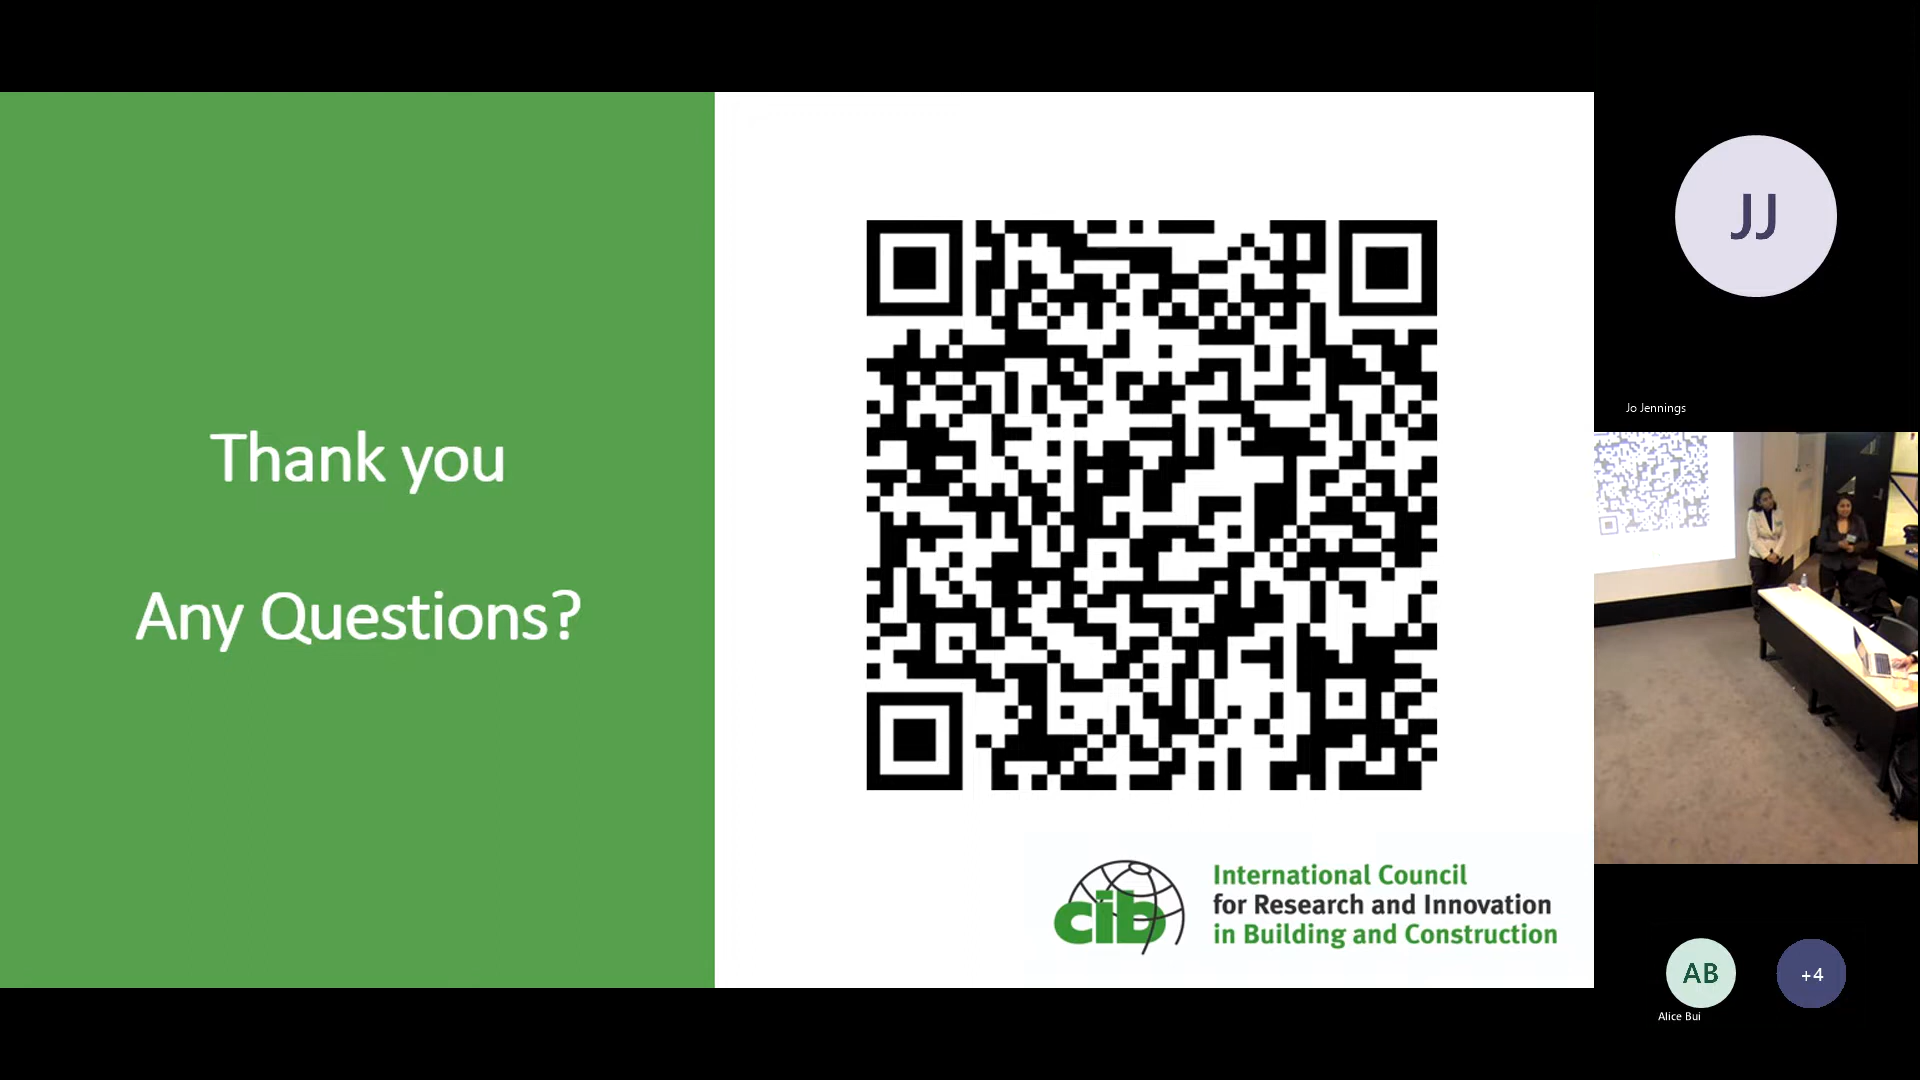 Thank you
Any Questions?
cib
International Council
for Research and Innovation
in Building and Construction
JJ
Jo Jennings
AB
+4
Alice Bui